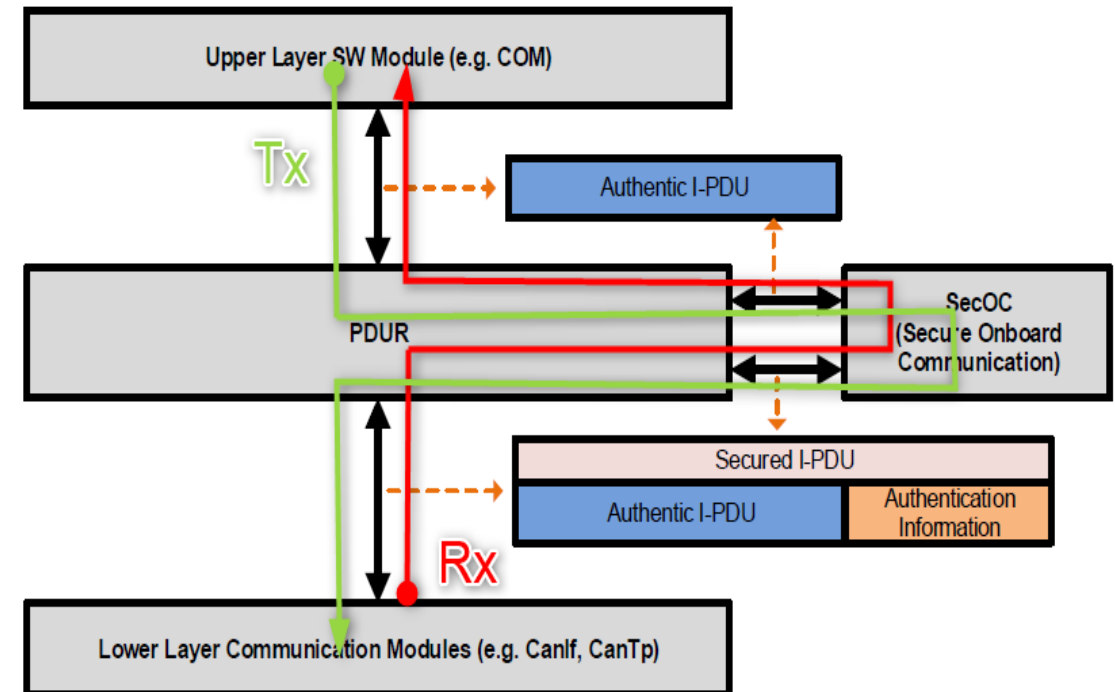 Upper Layer SW Module (e.g. COM)
Tx
Authentic I-PDU
PDUR
SecOC
(Secure Onboard
Communication)
Secured I-PDU
Authentic I-PDU
Authentication
Information
Rx
Lower Layer Communication Modules (e.g. CanIf, CanTp)